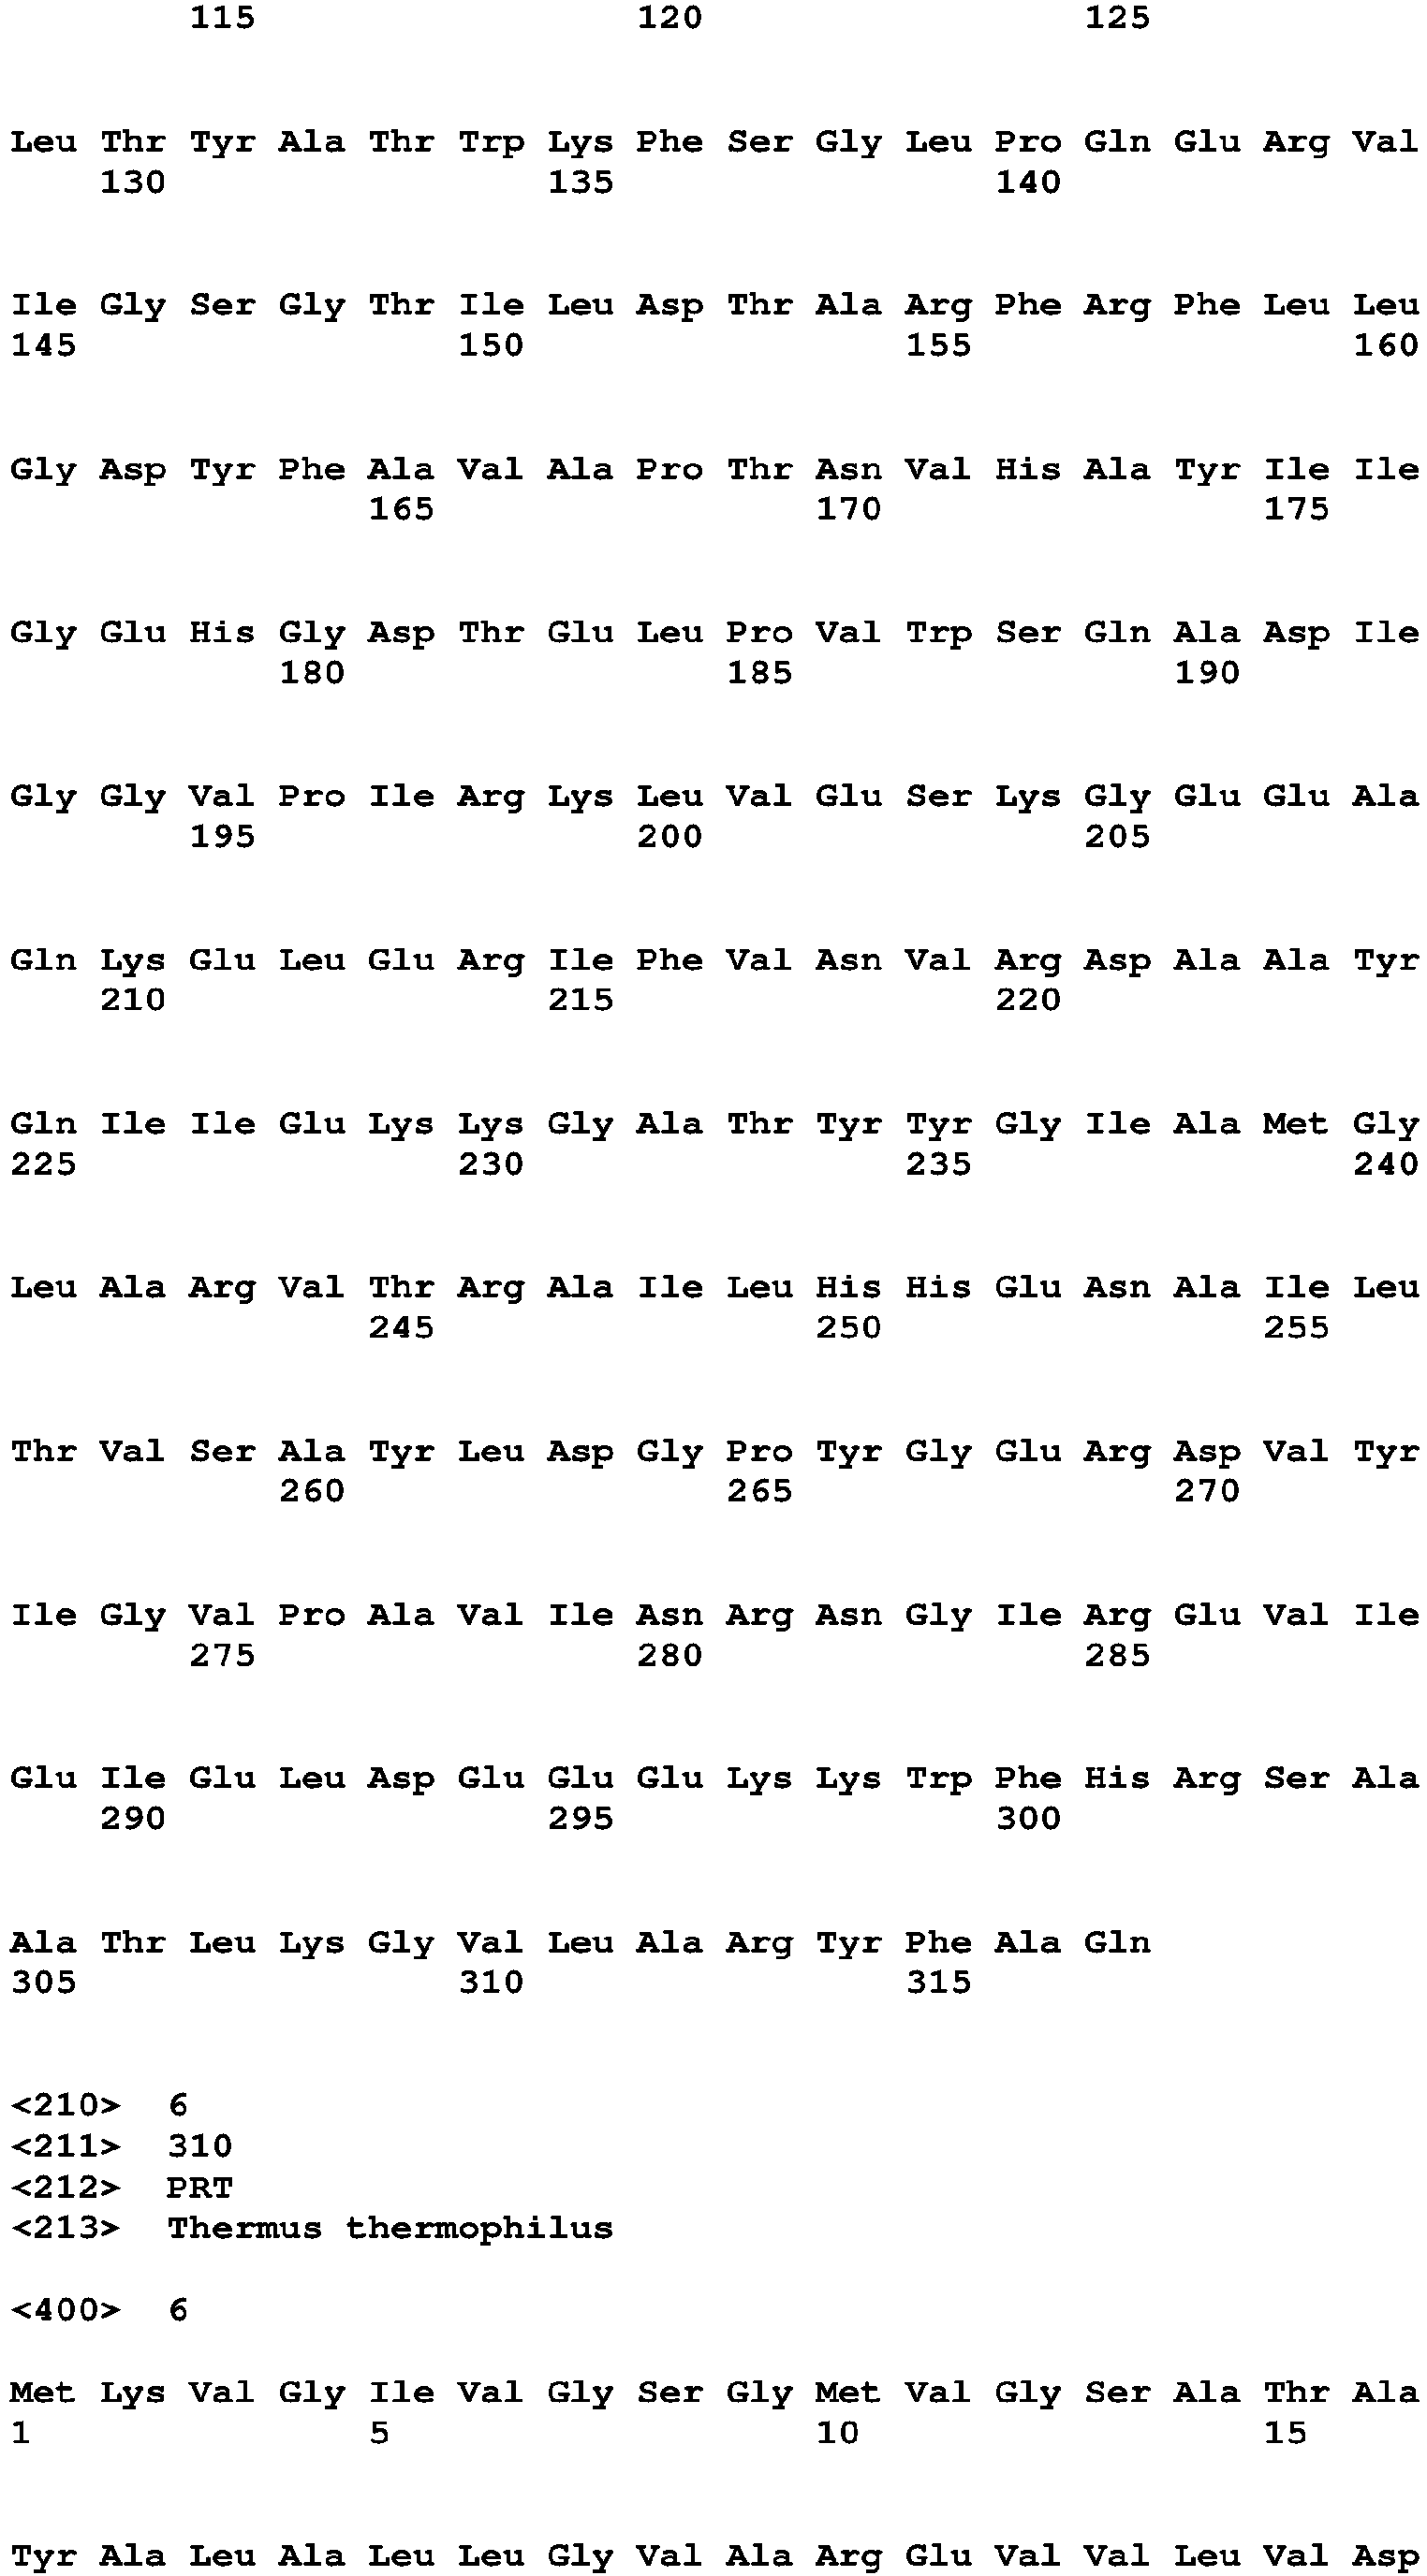 115 120 125
Leu Thr Tyr Ala Thr Trp Lys Phe Ser Gly Leu Pro Gln Glu Arg Val
130 135 140
Ile Gly Ser Gly Thr Ile Leu Asp Thr Ala Arg Phe Arg Phe Leu Leu
145 150 155 160
Gly Asp Tyr Phe Ala Val Ala Pro Thr Asn Val His Ala Tyr Ile Ile
165 170 175
Gly Glu His Gly Asp Thr Glu Leu Pro Val Trp Ser Gln Ala Asp Ile
180 185 190
Gly Gly Val Pro Ile Arg Lys Leu Val Glu Ser Lys Gly Glu Glu Ala
195 200 205
Gln Lys Glu Leu Glu Arg Ile Phe Val Asn Val Arg Asp Ala Ala Tyr
210 215 220
Gln Ile Ile Glu Lys Lys Gly Ala Thr Tyr Tyr Gly Ile Ala Met Gly
225 230 235 240
Leu Ala Arg Val Thr Arg Ala Ile Leu His His Glu Asn Ala Ile Leu
245 250 255
Thr Val Ser Ala Tyr Leu Asp Gly Pro Tyr Gly Glu Arg Asp Val Tyr
260 265 270
Ile Gly Val Pro Ala Val Ile Asn Arg Asn Gly Ile Arg Glu Val Ile
275 280 285
Glu Ile Glu Leu Asp Glu Glu Glu Lys Lys Trp Phe His Arg Ser Ala
290 295 300
Ala Thr Leu Lys Gly Val Leu Ala Arg Tyr Phe Ala Gln
305 310 315
<210> 6
<211> 310
<212> PRT
<213> Thermus thermophilus
<400> 6
Met Lys Val Gly Ile Val Gly Ser Gly Met Val Gly Ser Ala Thr Ala
1 5 10 15
Tyr Ala Leu Ala Leu Leu Gly Val Ala Arg Glu Val Val Leu Val Asp